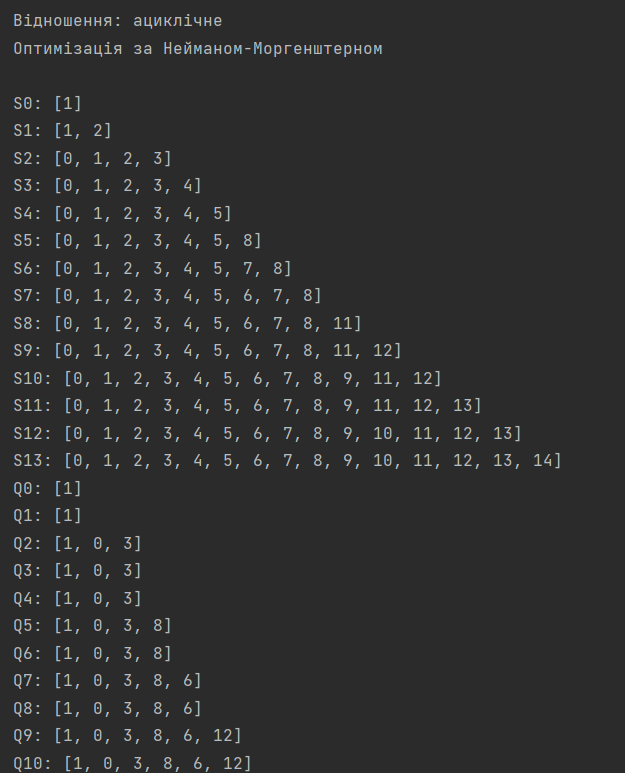 Відношення: ациклічне
Оптимізація за Нейманом-Моргенштерном
S0: [1]
S1: [1, 2]
S2: [0, 1, 2, 3]
S3: [0, 1, 2, 3, 4]
S4: [0, 1, 2, 3, 4, 5]
S5: [0, 1, 2, 3, 4, 5, 8]
S6: [0, 1, 2, 3, 4, 5, 7, 8]
S7: [0, 1, 2, 3, 4, 5, 6, 7, 8]
S8: [0, 1, 2, 3, 4, 5, 6, 7, 8, 11]
S9: [0, 1, 2, 3, 4, 5, 6, 7, 8, 11, 12]
S10: [0, 1, 2, 3, 4, 5, 6, 7, 8, 9, 11, 12]
S11: [0, 1, 2, 3, 4, 5, 6, 7, 8, 9, 11, 12, 13]
S12: [0, 1, 2, 3, 4, 5, 6, 7, 8, 9, 10, 11, 12, 13]
S13: [0, 1, 2, 3, 4, 5, 6, 7, 8, 9, 10, 11, 12, 13, 14]
Q0: [1]
Q1: [1]
Q2: [1, 0, 3]
Q3: [1, 0, 3]
Q4: [1, 0, 3]
Q5: [1, 0, 3, 8]
Q6: [1, 0, 3, 8]
Q7: [1, 0, 3, 8, 6]
Q8: [1, 0, 3, 8, 6]
Q9: [1, 0, 3, 8, 6, 12]
Q10: [1, 0, 3, 8, 6, 12]